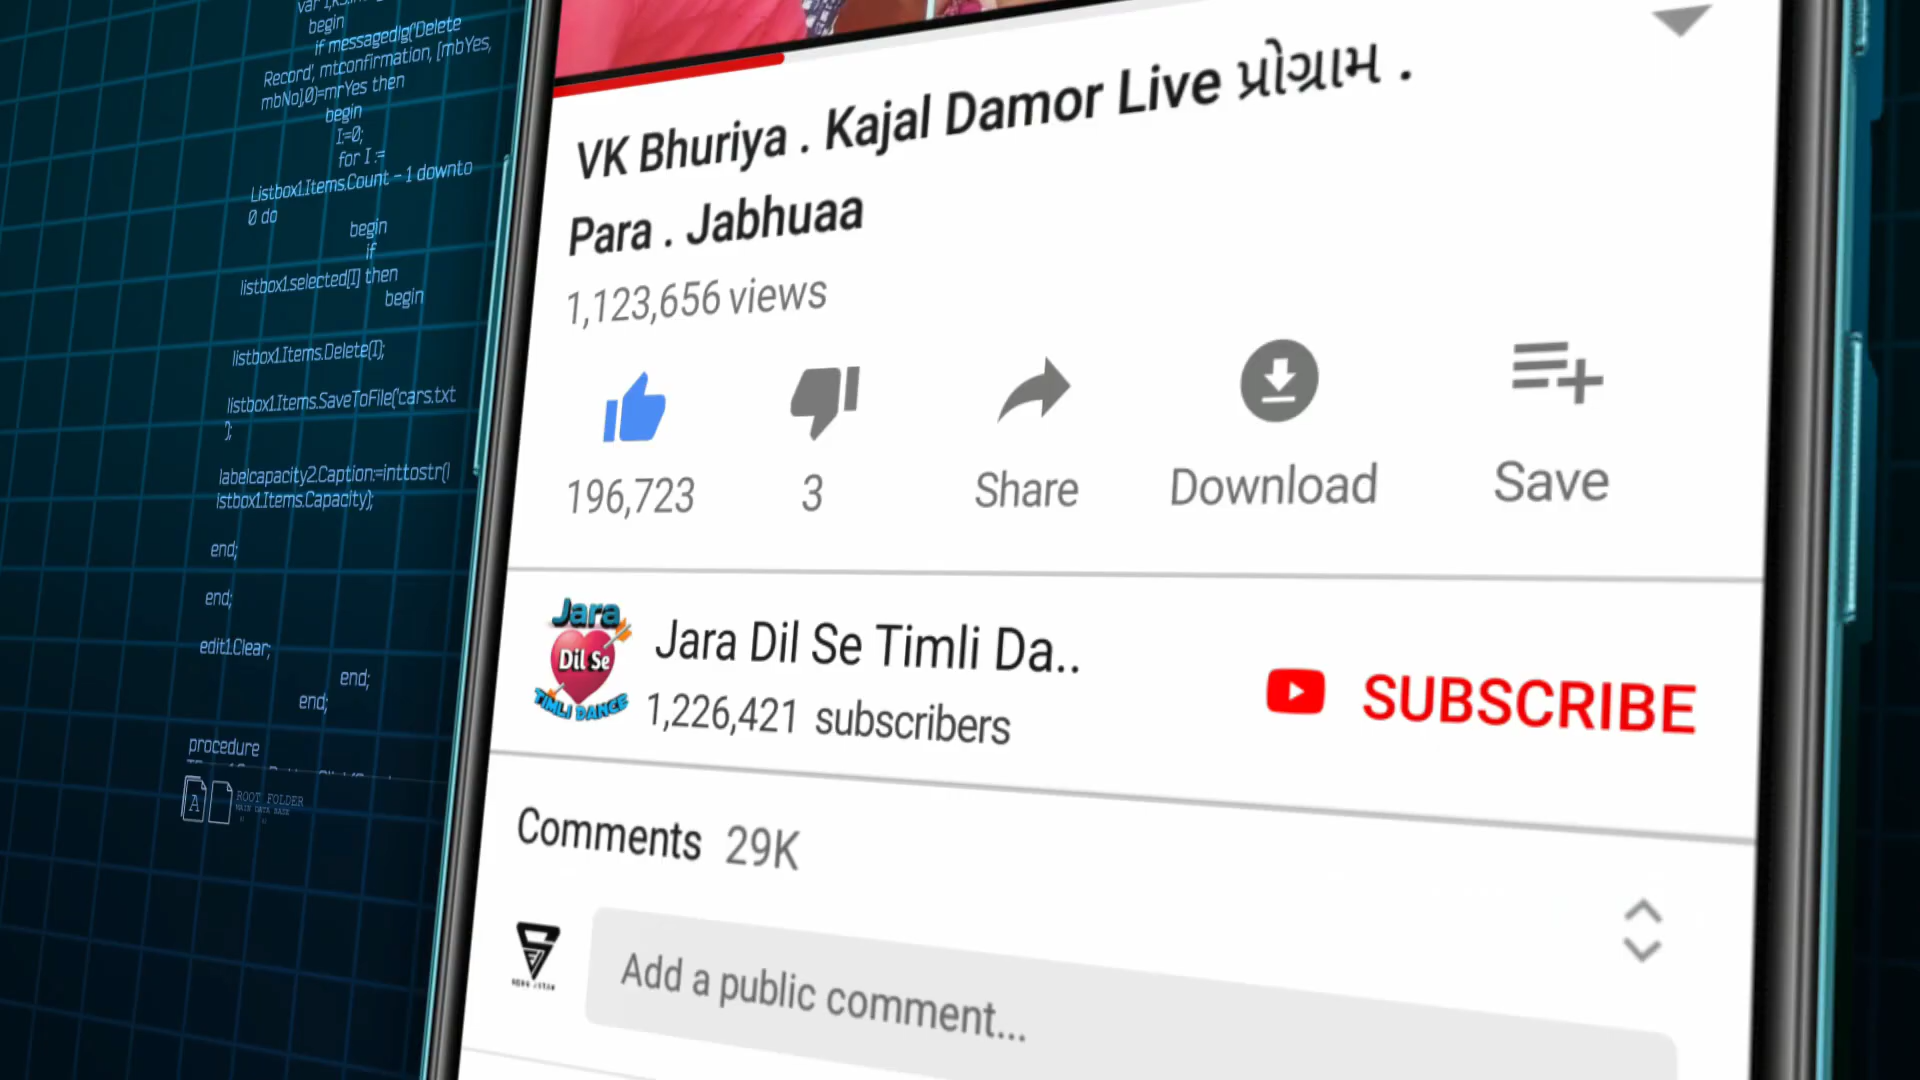 begin
if messagedlg('Delete
Record', mtconfirmation, [mbYes,
mbNo],0)=mrYes then
begin
I:=0;
for I :=
Listbox1.Items.Count - 1 downto
0 do
begin
if
listbox1.selected[I] then
begin
listbox1.Items.Delete(I);
listbox1.Items.SaveToFile('cars.txt
');
labelcapacity2.Caption:=inttostr(l
istbox1.Items.Capacity);
end;
end;
edit1.Clear;
end;
end;
procedure
A
ROOT FOLDER
VK Bhuriya . Kajal Damor Live પ્રોગ્રામ .
Para . Jabhuaa
1,123,656 views
196,723
3
Share
Download
Save
Jara
Dil Se
TIMLI DANCE
Jara Dil Se Timli Da..
1,226,421 subscribers
SUBSCRIBE
Comments 29K
Add a public comment...